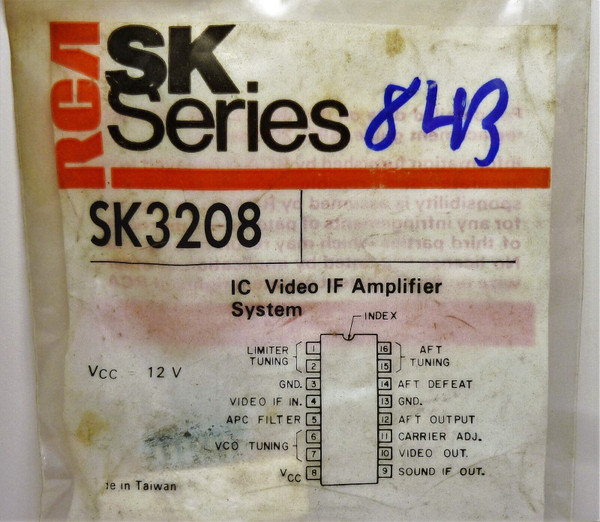 RCA
SK
Series
84B
SK3208
IC Video IF Amplifier
System
INDEX
VCC = 12 V
LIMITER
TUNING
1
2
GND. 3
VIDEO IF IN. 4
APC FILTER 5
VCO TUNING
6
7
VCC 8
16
15
AFT
TUNING
14 AFT DEFEAT
13 GND.
12 AFT OUTPUT
11 CARRIER ADJ.
10 VIDEO OUT.
9 SOUND IF OUT.
de in Taiwan